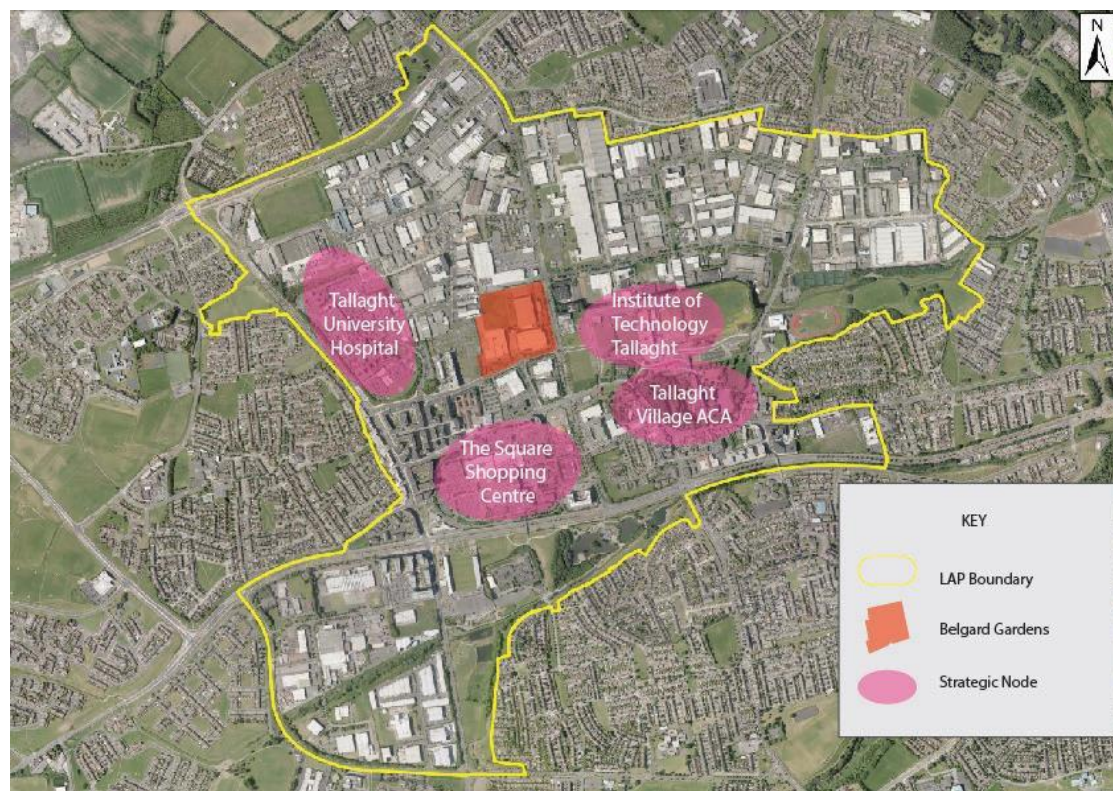 N
Tallaght
University
Hospital
Institute of
Technology
Tallaght
Tallaght
Village ACA
The Square
Shopping
Centre
KEY
LAP Boundary
Belgard Gardens
Strategic Node